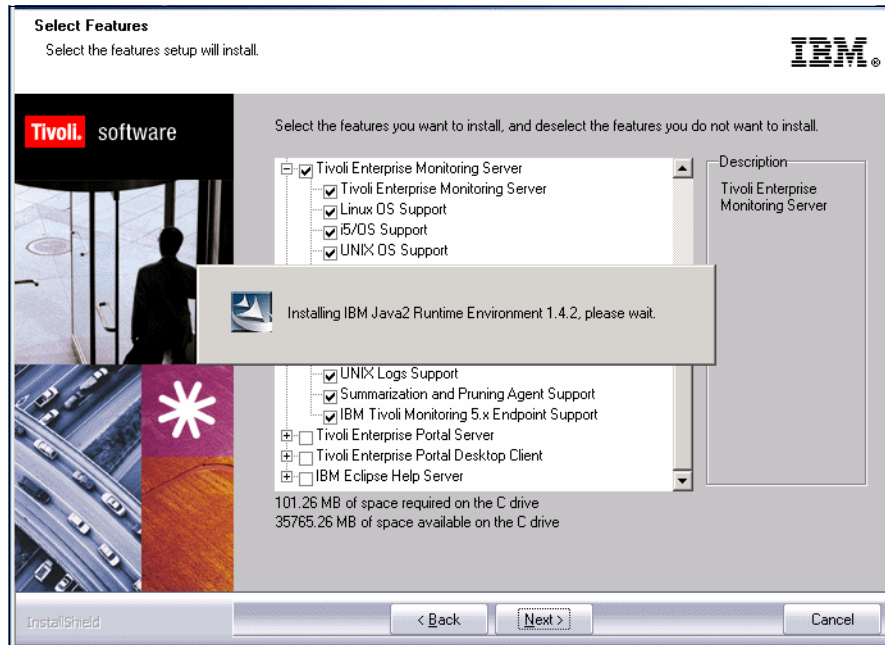 Select Features
Select the features setup will install.
IBM®
Tivoli. software
Select the features you want to install, and deselect the features you do not want to install.
Tivoli Enterprise Monitoring Server
Tivoli Enterprise Monitoring Server
Linux OS Support
i5/OS Support
UNIX OS Support
Description
Tivoli Enterprise
Monitoring Server
Installing IBM Java2 Runtime Environment 1.4.2, please wait.
UNIX Logs Support
Summarization and Pruning Agent Support
IBM Tivoli Monitoring 5.x Endpoint Support
Tivoli Enterprise Portal Server
Tivoli Enterprise Portal Desktop Client
IBM Eclipse Help Server
101.26 MB of space required on the C drive
35765.26 MB of space available on the C drive
InstallShield
< Back
Next >
Cancel